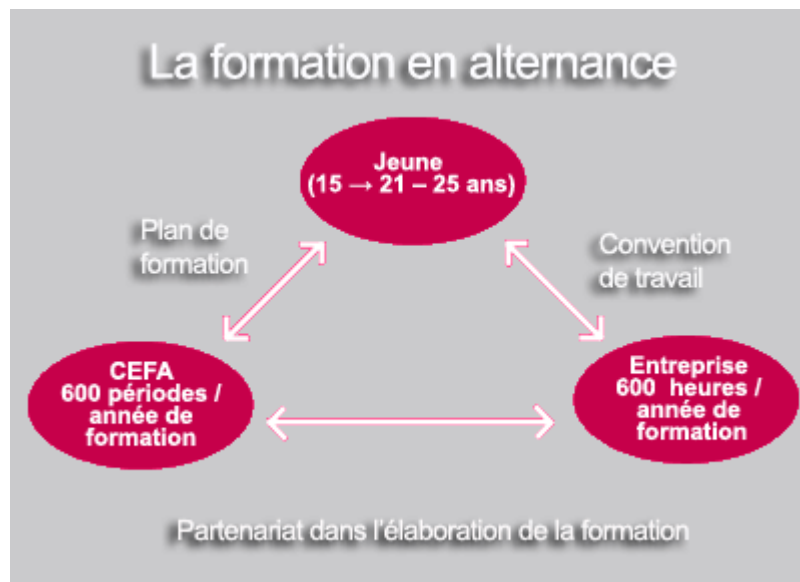 La formation en alternance
Jeune
(15 → 21 – 25 ans)
Plan de
formation
Convention
de travail
CEFA
600 périodes /
année de
formation
Entreprise
600 heures /
année de
formation
Partenariat dans l'élaboration de la formation